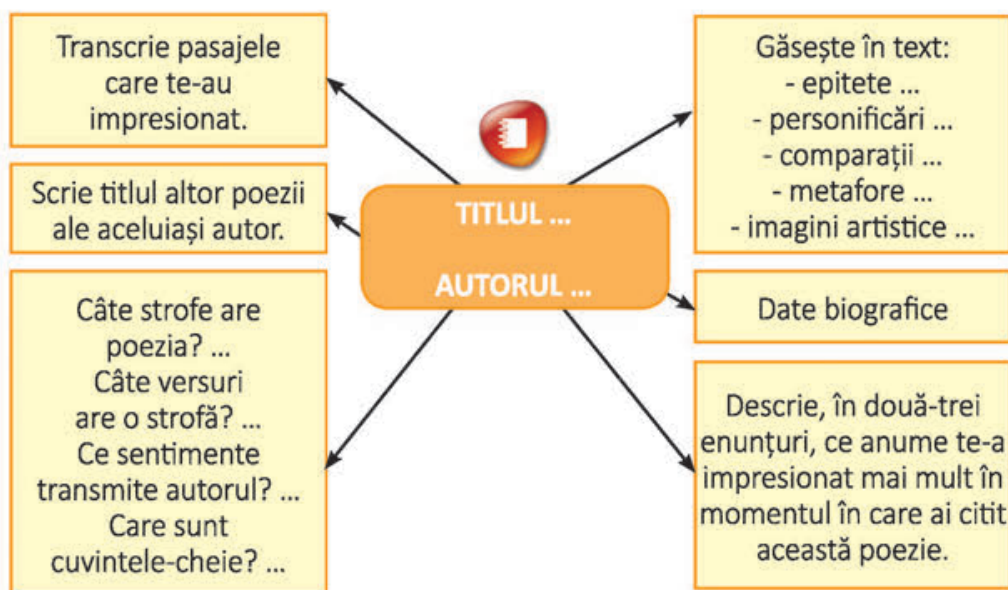 Transcrie pasajele
care te-au
impresionat.
Scrie titlul altor poezii
ale aceluiași autor.
Câte strofe are
poezia? ...
Câte versuri
are o strofă? ...
Ce sentimente
transmite autorul? ...
Care sunt
cuvintele-cheie? ...
TITLUL ...
AUTORUL ...
Găsește în text:
- epitete ...
- personificări ...
- comparații ...
- metafore ...
- imagini artistice ...
Date biografice
Descrie, în două-trei
enunțuri, ce anume te-a
impresionat mai mult în
momentul în care ai citit
această poezie.